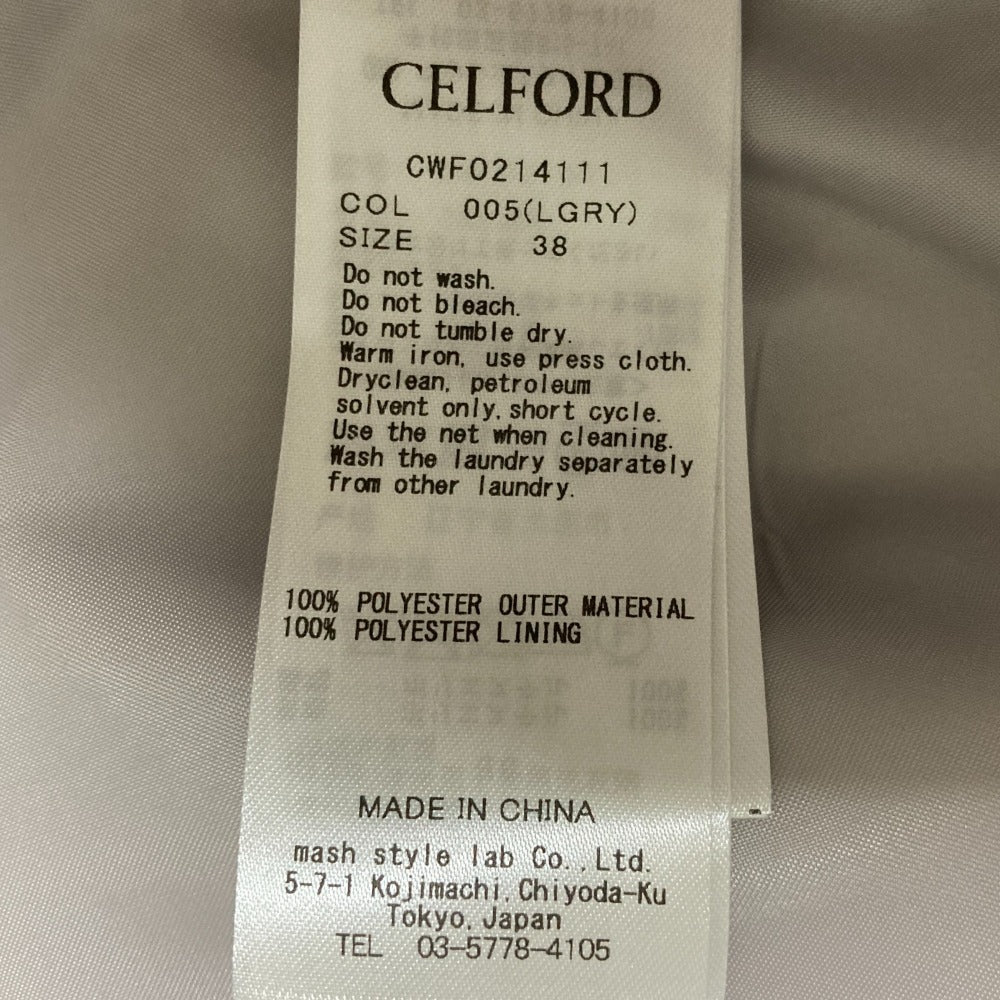 CELFORD
CWF0214111
COL 005(LGRY)
SIZE 38
Do not wash.
Do not bleach.
Do not tumble dry.
Warm iron, use press cloth.
Dryclean, petroleum
solvent only, short cycle.
Use the net when cleaning.
Wash the laundry separately
from other laundry.
100% POLYESTER OUTER MATERIAL
100% POLYESTER LINING
MADE IN CHINA
mash style lab Co.,Ltd.
5-7-1 Kojimachi,Chiyoda-Ku
Tokyo,Japan
TEL 03-5778-4105